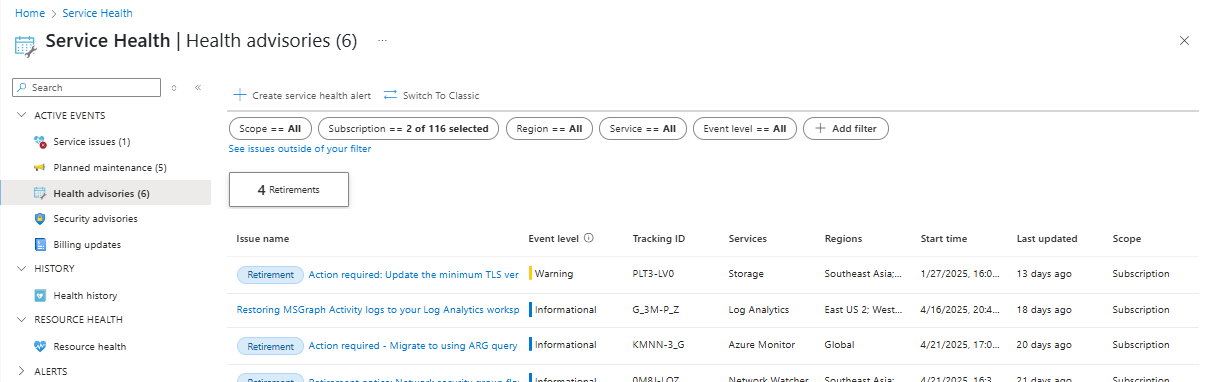 Home > Service Health
Service Health | Health advisories (6) ...
Search
«
Create service health alert Switch To Classic
ACTIVE EVENTS
Scope == All Subscription == 2 of 116 selected Region == All Service == All Event level == All Add filter
Service issues (1)
See issues outside of your filter
Planned maintenance (5)
Health advisories (6)
4 Retirements
Security advisories
Billing updates
Issue name Event level Tracking ID Services Regions Start time Last updated Scope
HISTORY
Retirement Action required: Update the minimum TLS ver Warning PLT3-LV0 Storage Southeast Asia;... 1/27/2025, 16:0... 13 days ago Subscription
Health history
Restoring MSGraph Activity logs to your Log Analytics worksp Informational G_3M-P_Z Log Analytics East US 2; West... 4/16/2025, 20:4... 18 days ago Subscription
RESOURCE HEALTH
Retirement Action required - Migrate to using ARG query Informational KMNN-3_G Azure Monitor Global 4/21/2025, 17:0... 20 days ago Subscription
Resource health
ALERTS
Retirement Retirement notice: Network security group flo Informational Network Watcher 4/21/2025, 16:3... 21 days ago Subscription